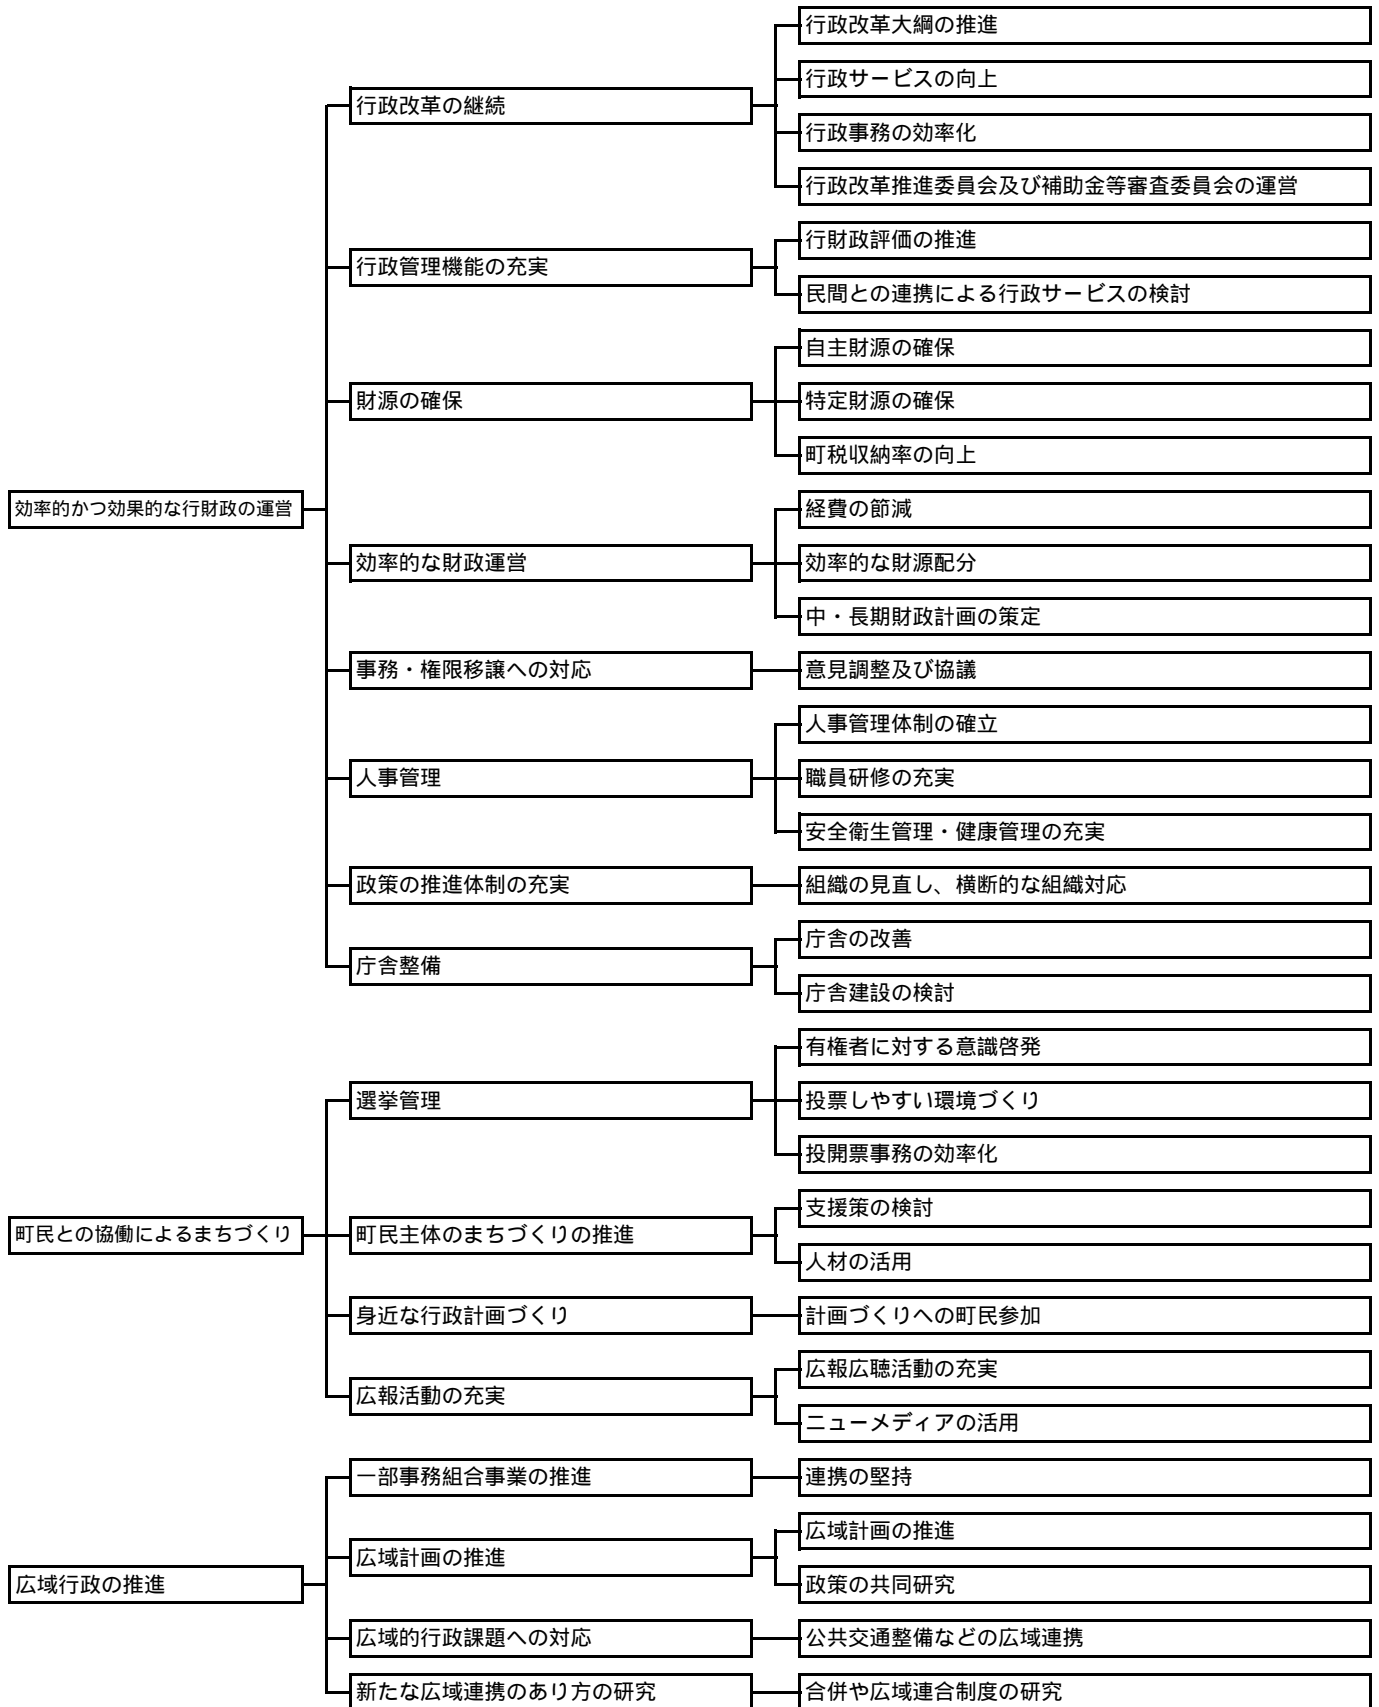 効率的かつ効果的な行財政の運営
行政改革の継続
行政改革大綱の推進
行政サービスの向上
行政事務の効率化
行政改革推進委員会及び補助金等審査委員会の運営
行政管理機能の充実
行財政評価の推進
民間との連携による行政サービスの検討
財源の確保
自主財源の確保
特定財源の確保
町税収納率の向上
効率的な財政運営
経費の節減
効率的な財源配分
中・長期財政計画の策定
事務・権限移譲への対応
意見調整及び協議
人事管理
人事管理体制の確立
職員研修の充実
安全衛生管理・健康管理の充実
政策の推進体制の充実
組織の見直し、横断的な組織対応
庁舎整備
庁舎の改善
庁舎建設の検討
町民との協働によるまちづくり
選挙管理
有権者に対する意識啓発
投票しやすい環境づくり
投開票事務の効率化
町民主体のまちづくりの推進
支援策の検討
人材の活用
身近な行政計画づくり
計画づくりへの町民参加
広報活動の充実
広報広聴活動の充実
ニューメディアの活用
広域行政の推進
一部事務組合事業の推進
連携の堅持
広域計画の推進
広域計画の推進
政策の共同研究
広域的行政課題への対応
公共交通整備などの広域連携
新たな広域連携のあり方の研究
合併や広域連合制度の研究